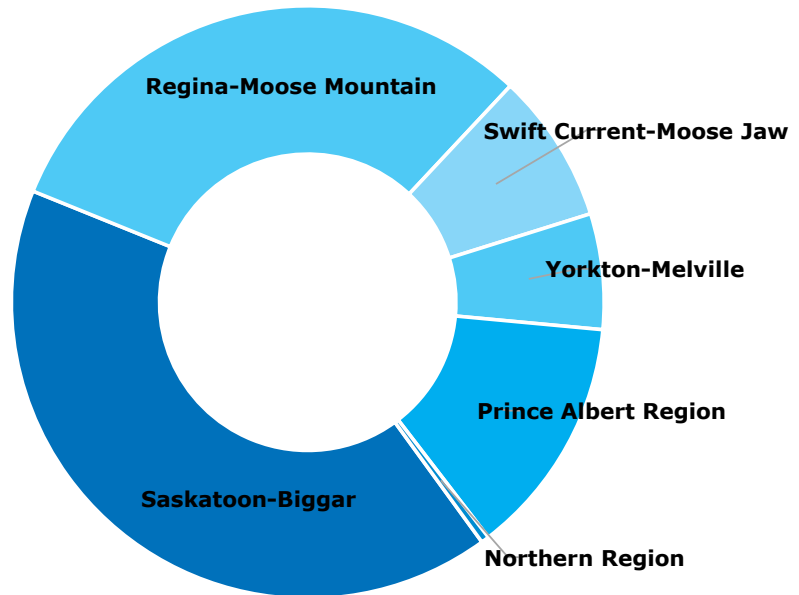 Regina-Moose Mountain
Swift Current-Moose Jaw
Yorkton-Melville
Prince Albert Region
Saskatoon-Biggar
Northern Region